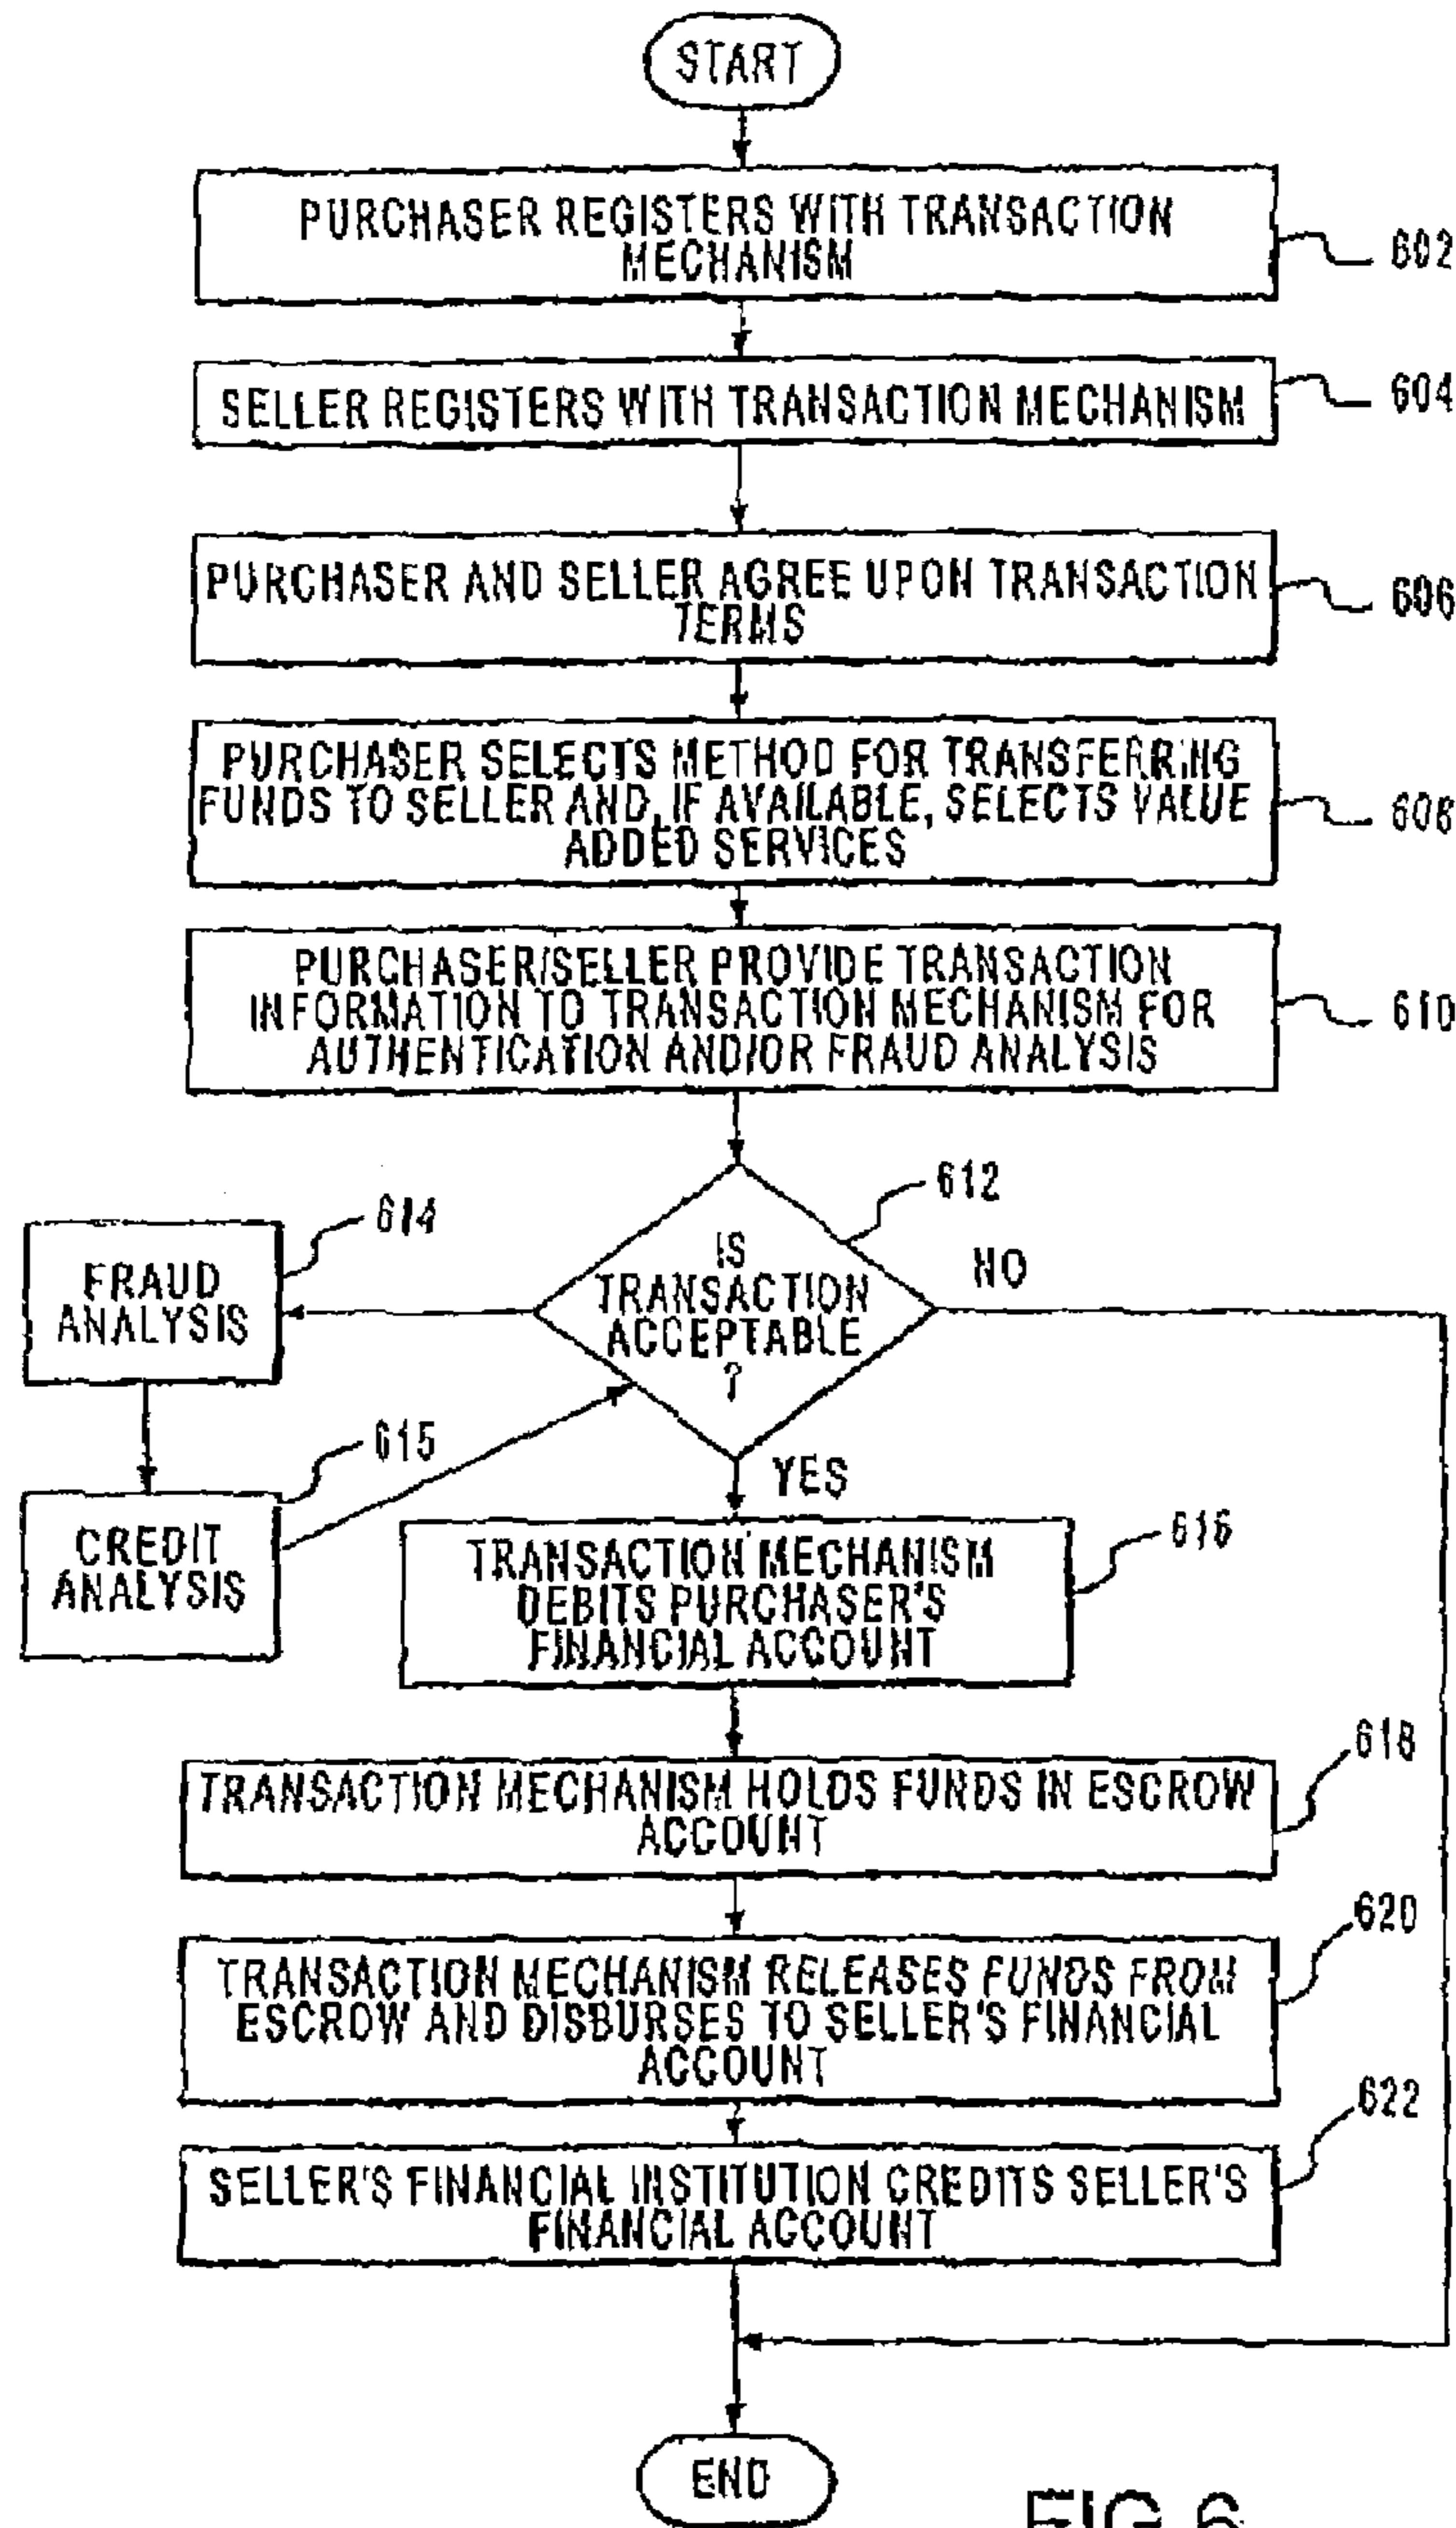 START
PURCHASER REGISTERS WITH TRANSACTION
MECHANISM
602
SELLER REGISTERS WITH TRANSACTION MECHANISM
604
PURCHASER AND SELLER AGREE UPON TRANSACTION
TERMS
606
PURCHASER SELECTS METHOD FOR TRANSFERRING
FUNDS TO SELLER AND, IF AVAILABLE, SELECTS VALUE
ADDED SERVICES
608
PURCHASER/SELLER PROVIDE TRANSACTION
INFORMATION TO TRANSACTION MECHANISM FOR
AUTHENTICATION AND/OR FRAUD ANALYSIS
610
612
IS
TRANSACTION
ACCEPTABLE
?
NO
614
FRAUD
ANALYSIS
615
CREDIT
ANALYSIS
YES
TRANSACTION MECHANISM
DEBITS PURCHASER'S
FINANCIAL ACCOUNT
616
TRANSACTION MECHANISM HOLDS FUNDS IN ESCROW
ACCOUNT
618
TRANSACTION MECHANISM RELEASES FUNDS FROM
ESCROW AND DISBURSES TO SELLER'S FINANCIAL
ACCOUNT
620
SELLER'S FINANCIAL INSTITUTION CREDITS SELLER'S
FINANCIAL ACCOUNT
622
END
FIG.6